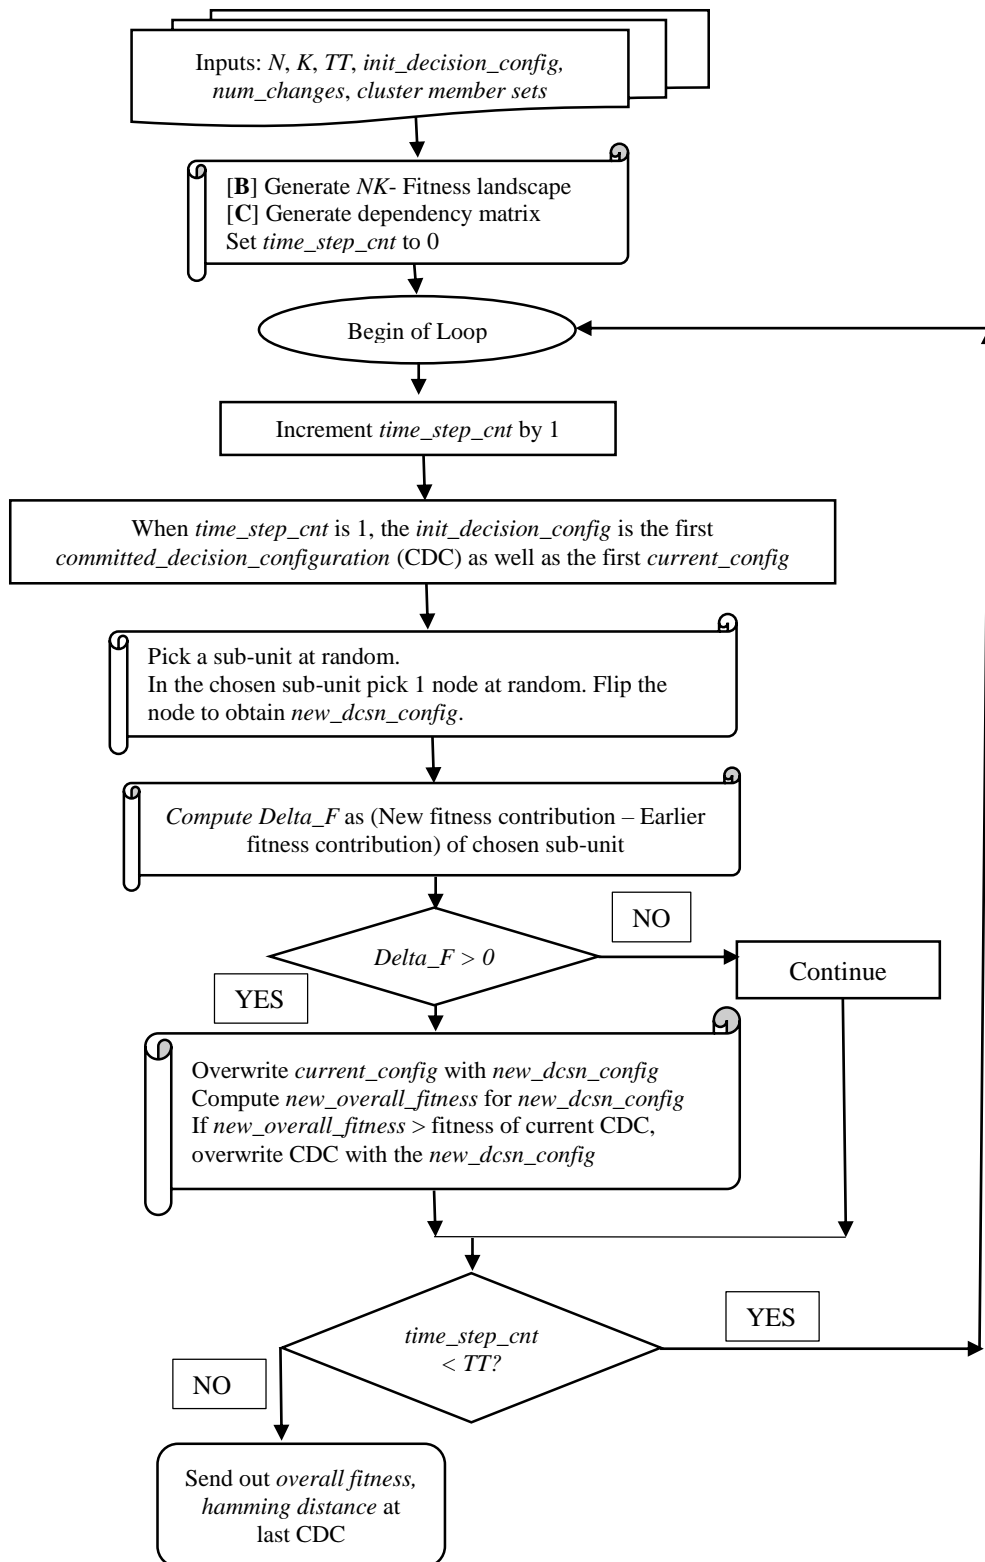 Inputs: N, K, TT, init_decision_config,
num_changes, cluster member sets
[B] Generate NK- Fitness landscape
[C] Generate dependency matrix
Set time_step_cnt to 0
Begin of Loop
Increment time_step_cnt by 1
When time_step_cnt is 1, the init_decision_config is the first
committed_decision_configuration (CDC) as well as the first current_config
Pick a sub-unit at random.
In the chosen sub-unit pick 1 node at random. Flip the
node to obtain new_dcsn_config.
Compute Delta_F as (New fitness contribution – Earlier
fitness contribution) of chosen sub-unit
Delta_F > 0
NO
Continue
YES
Overwrite current_config with new_dcsn_config
Compute new_overall_fitness for new_dcsn_config
If new_overall_fitness > fitness of current CDC,
overwrite CDC with the new_dcsn_config
time_step_cnt
< TT?
YES
NO
Send out overall fitness,
hamming distance at
last CDC